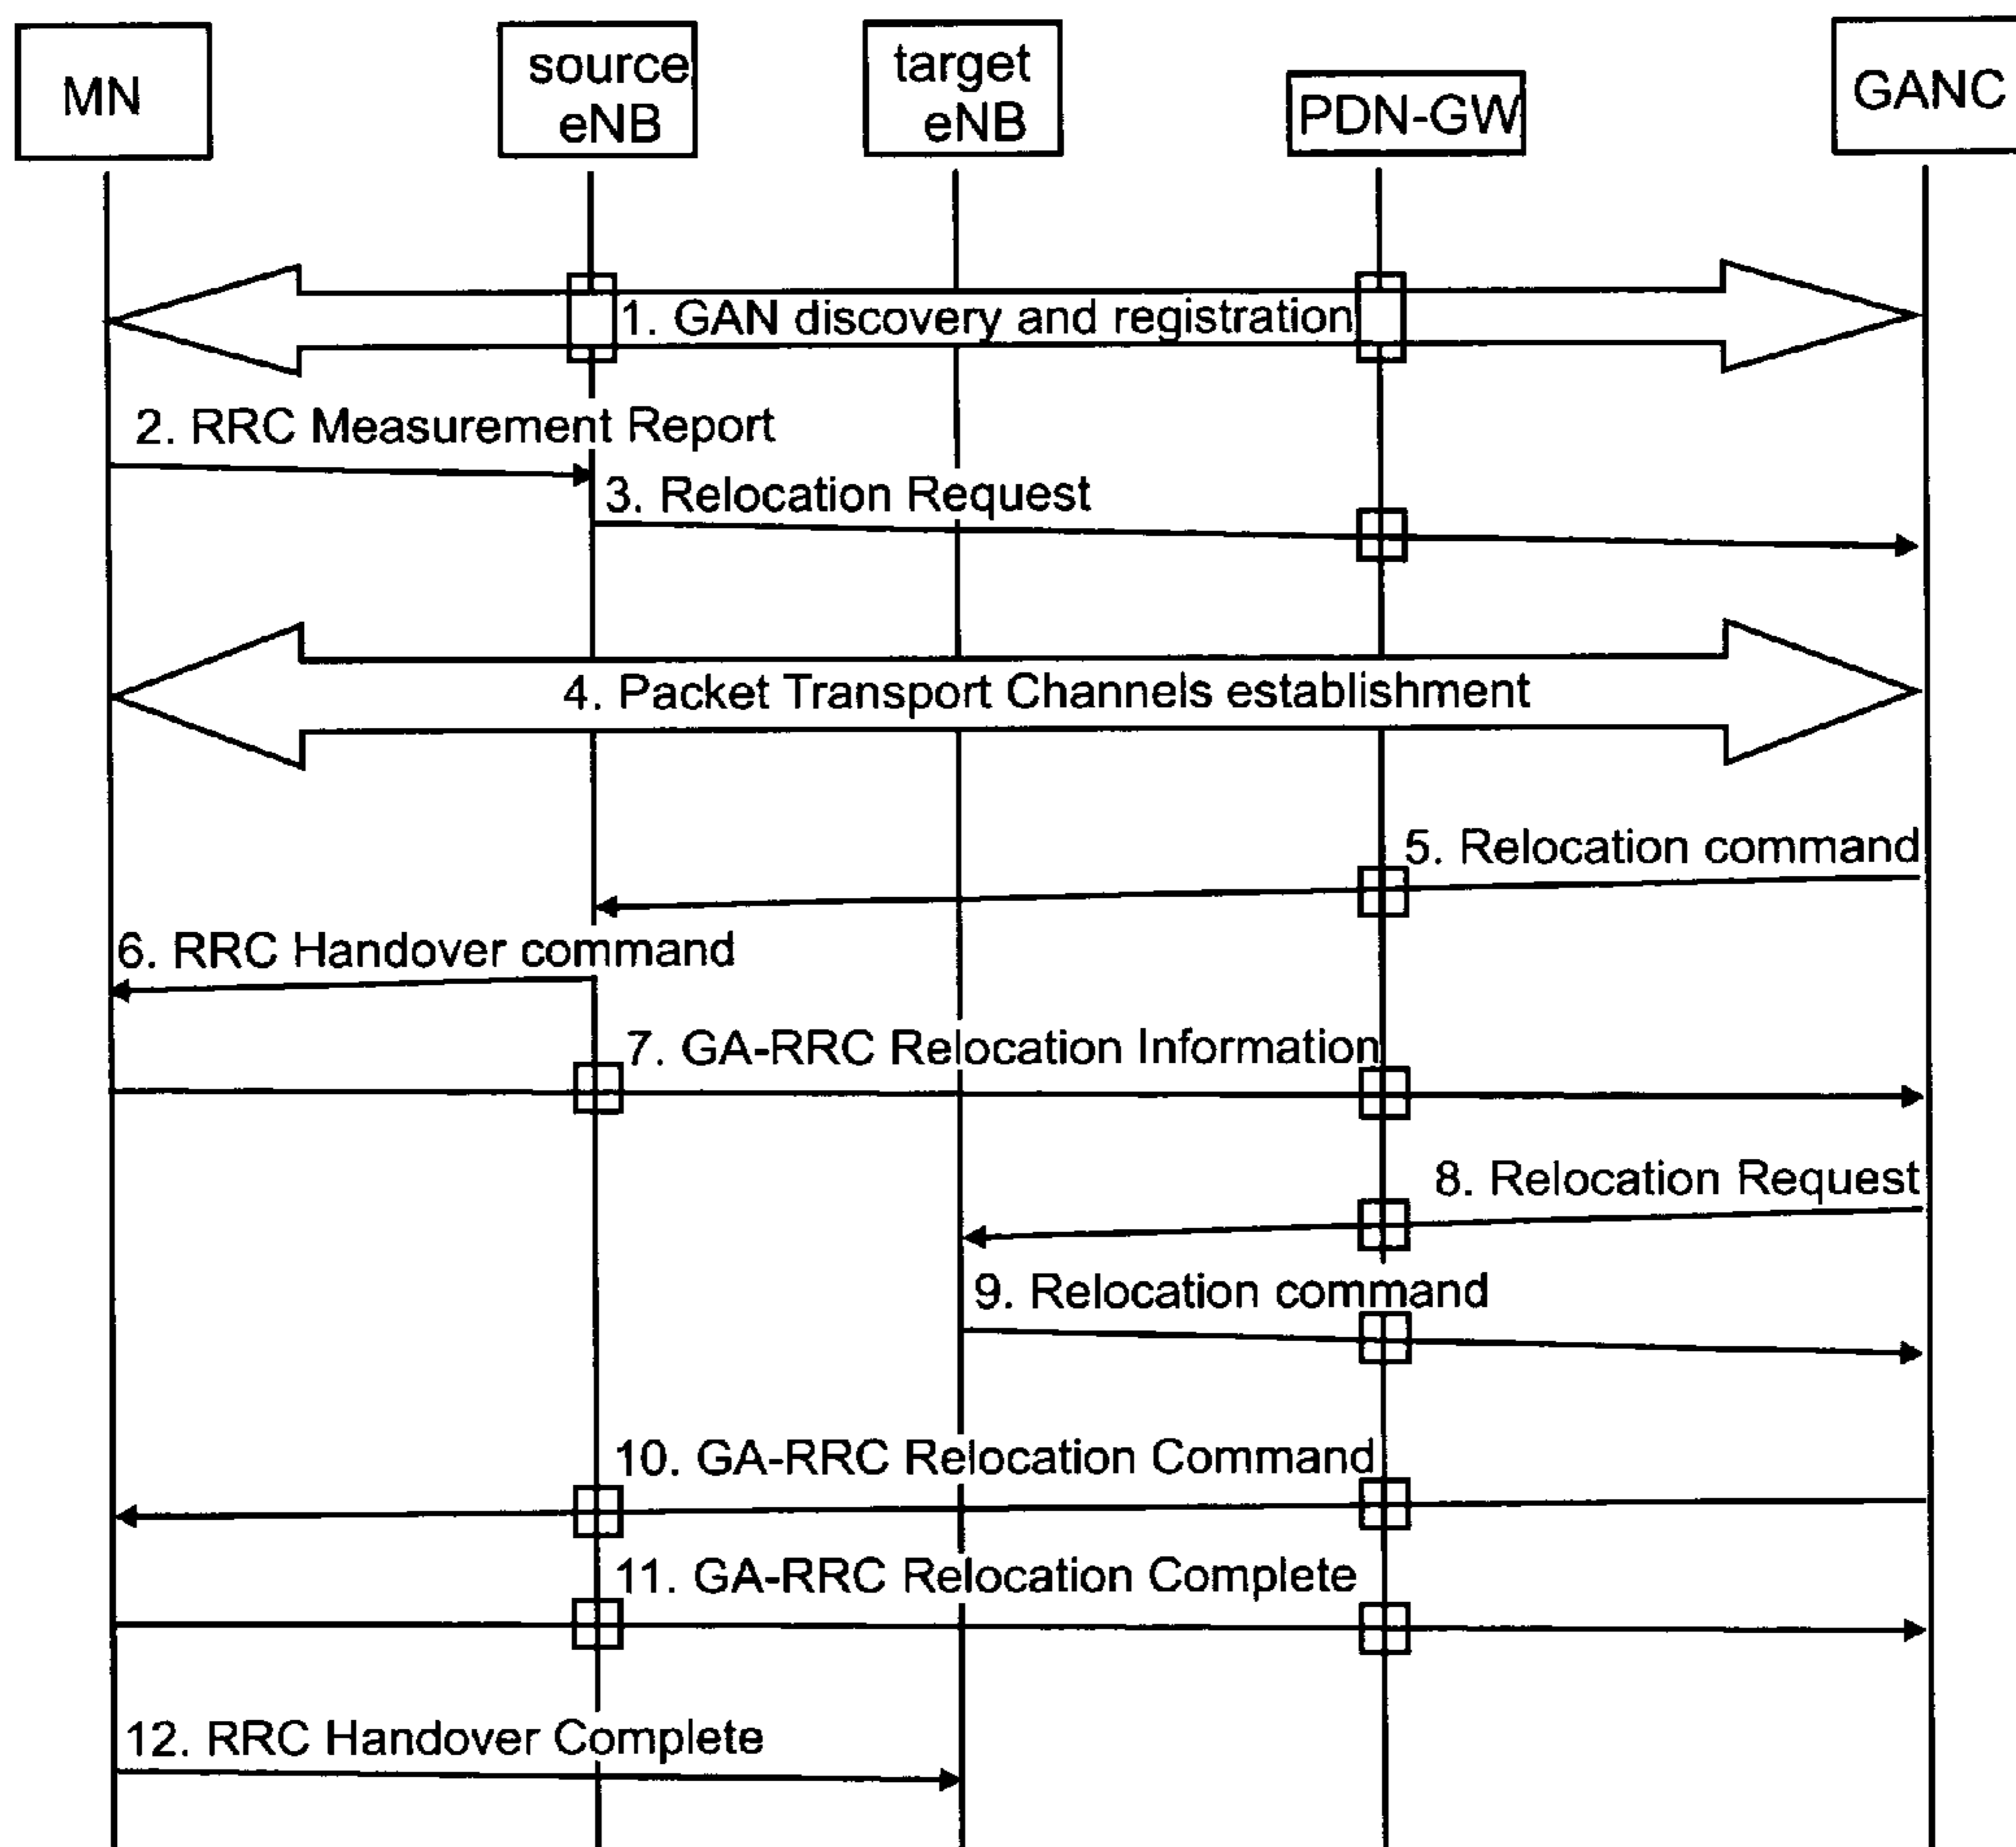 MN
source
eNB
target
eNB
PDN-GW
GANC
1. GAN discovery and registration
2. RRC Measurement Report
3. Relocation Request
4. Packet Transport Channels establishment
5. Relocation command
6. RRC Handover command
7. GA-RRC Relocation Information
8. Relocation Request
9. Relocation command
10. GA-RRC Relocation Command
11. GA-RRC Relocation Complete
12. RRC Handover Complete